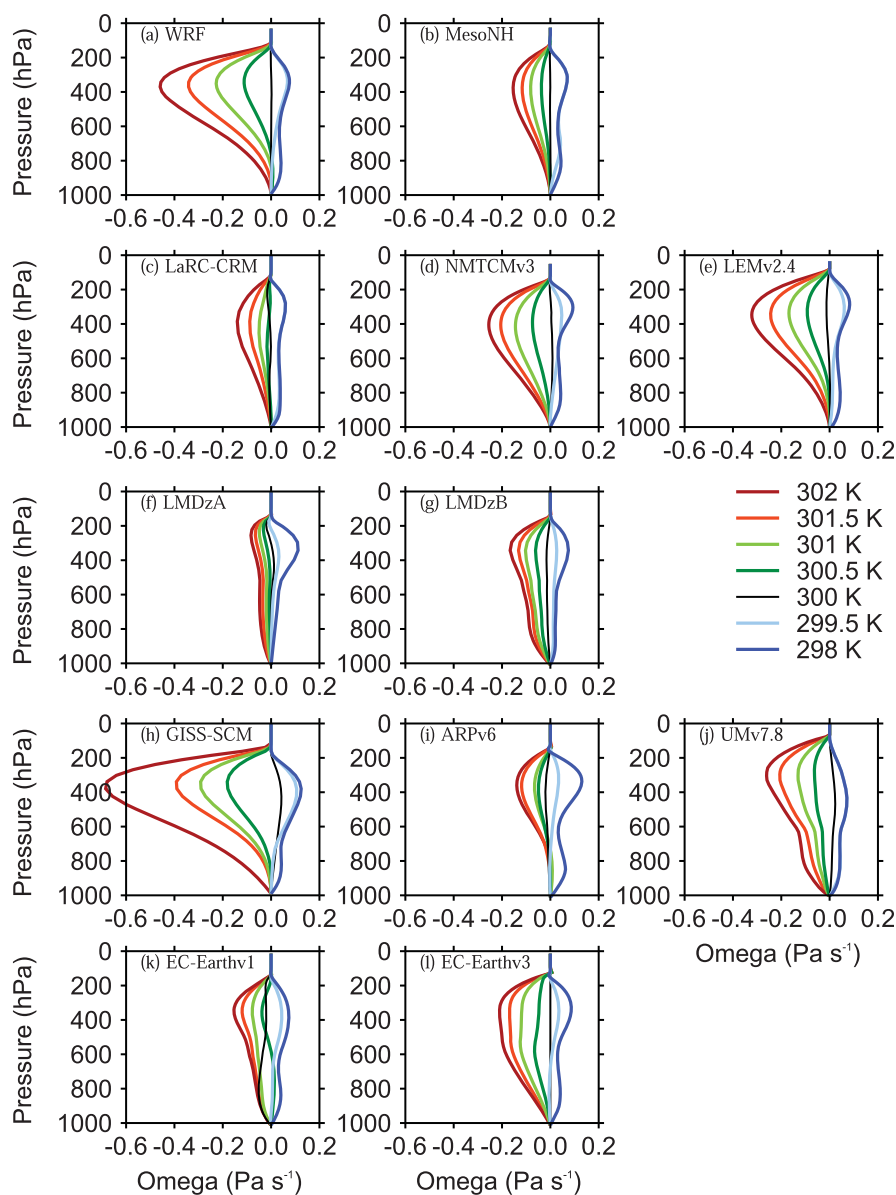 (a) WRF
(b) MesoNH
Pressure (hPa)
0
200
400
600
800
1000
0
200
400
600
800
1000
-0.6 -0.4 -0.2 0.0 0.2
-0.6 -0.4 -0.2 0.0 0.2
(c) LaRC-CRM
(d) NMTCMv3
(e) LEMv2.4
Pressure (hPa)
0
200
400
600
800
1000
0
200
400
600
800
1000
0
200
400
600
800
1000
-0.6 -0.4 -0.2 0.0 0.2
-0.6 -0.4 -0.2 0.0 0.2
-0.6 -0.4 -0.2 0.0 0.2
(f) LMDzA
(g) LMDzB
Pressure (hPa)
0
200
400
600
800
1000
0
200
400
600
800
1000
-0.6 -0.4 -0.2 0.0 0.2
-0.6 -0.4 -0.2 0.0 0.2
302 K
301.5 K
301 K
300.5 K
300 K
299.5 K
298 K
(h) GISS-SCM
(i) ARPv6
(j) UMv7.8
Pressure (hPa)
0
200
400
600
800
1000
0
200
400
600
800
1000
0
200
400
600
800
1000
-0.6 -0.4 -0.2 0.0 0.2
-0.6 -0.4 -0.2 0.0 0.2
-0.6 -0.4 -0.2 0.0 0.2
Omega (Pa s⁻¹)
(k) EC-Earthv1
(l) EC-Earthv3
Pressure (hPa)
0
200
400
600
800
1000
0
200
400
600
800
1000
-0.6 -0.4 -0.2 0.0 0.2
-0.6 -0.4 -0.2 0.0 0.2
Omega (Pa s⁻¹)
Omega (Pa s⁻¹)